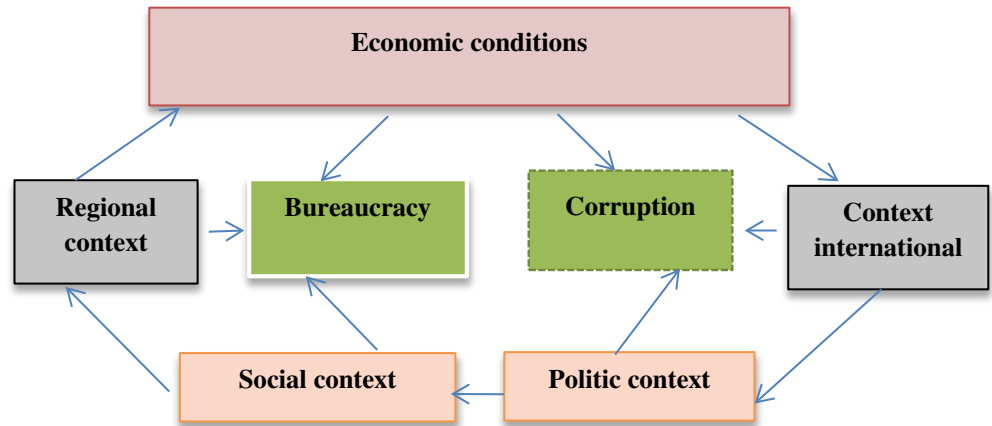 Economic conditions
Regional
context
Bureaucracy
Corruption
Context
international
Social context
Politic context